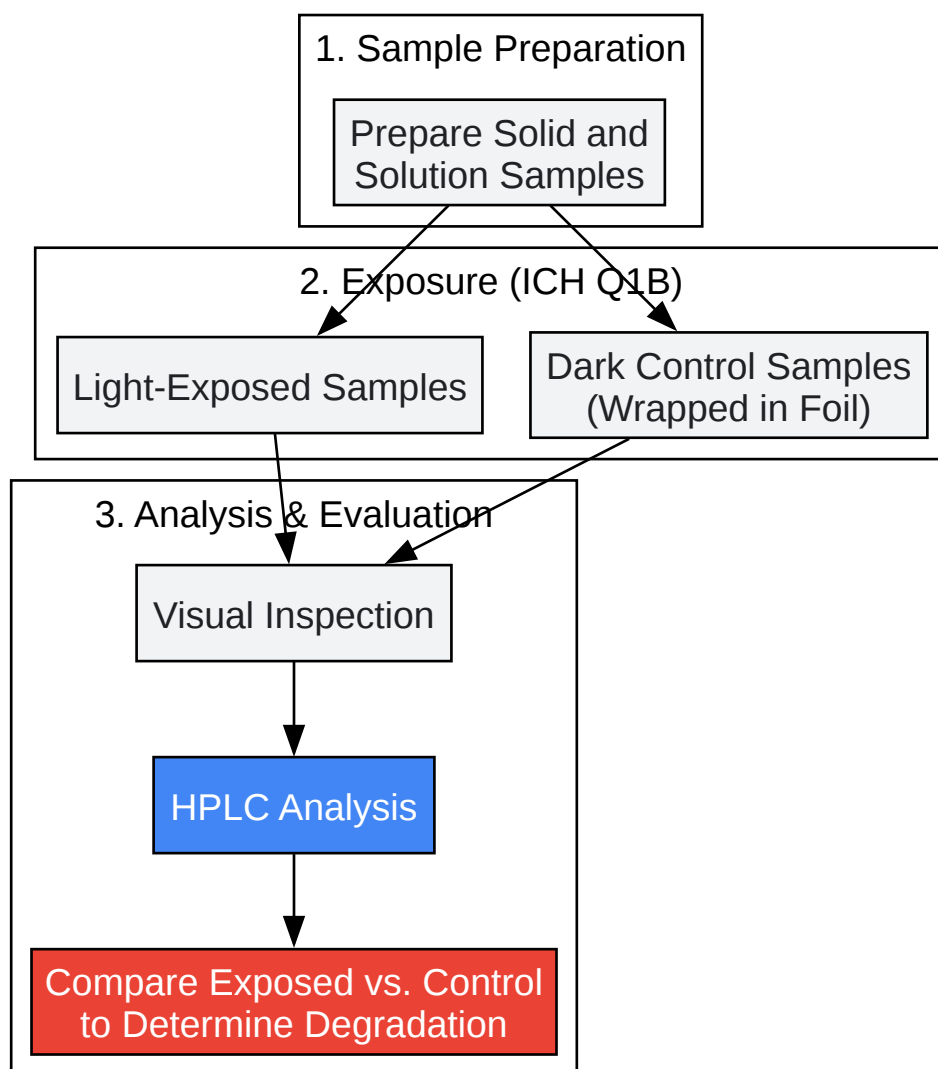 1. Sample Preparation
Prepare Solid and
Solution Samples
2. Exposure (ICH Q1B)
Light-Exposed Samples
Dark Control Samples
(Wrapped in Foil)
3. Analysis & Evaluation
Visual Inspection
HPLC Analysis
Compare Exposed vs. Control
to Determine Degradation